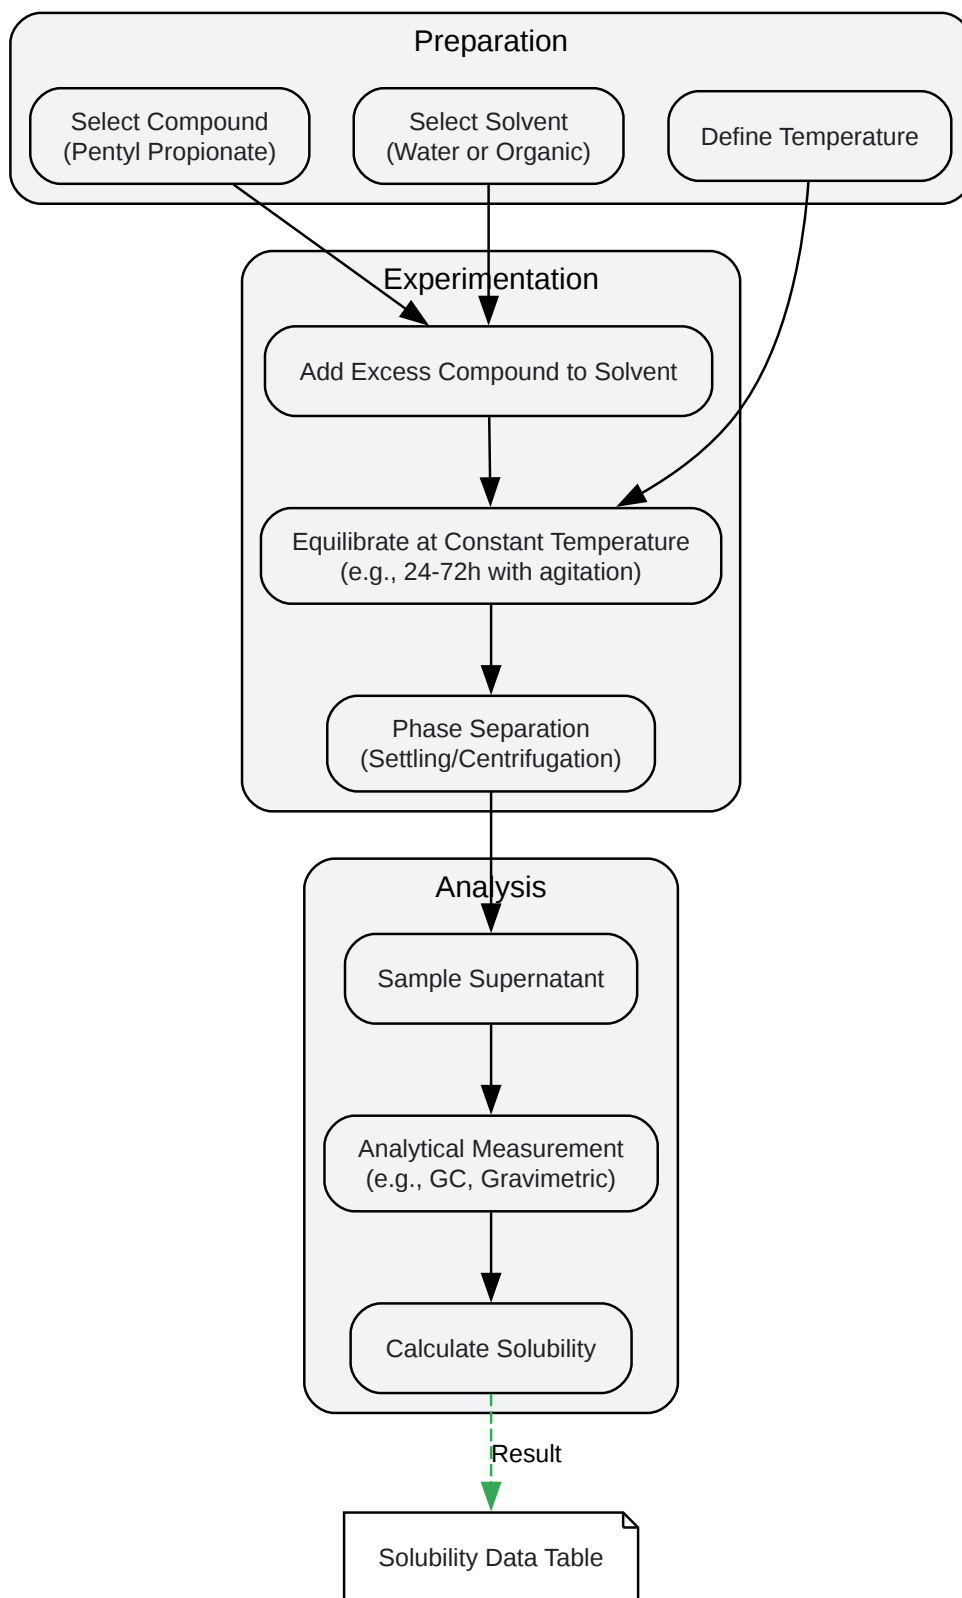 Preparation
Select Compound
(Pentyl Propionate)
Select Solvent
(Water or Organic)
Define Temperature
Experimentation
Add Excess Compound to Solvent
Equilibrate at Constant Temperature
(e.g., 24-72h with agitation)
Phase Separation
(Settling/Centrifugation)
Analysis
Sample Supernatant
Analytical Measurement
(e.g., GC, Gravimetric)
Calculate Solubility
Result
Solubility Data Table